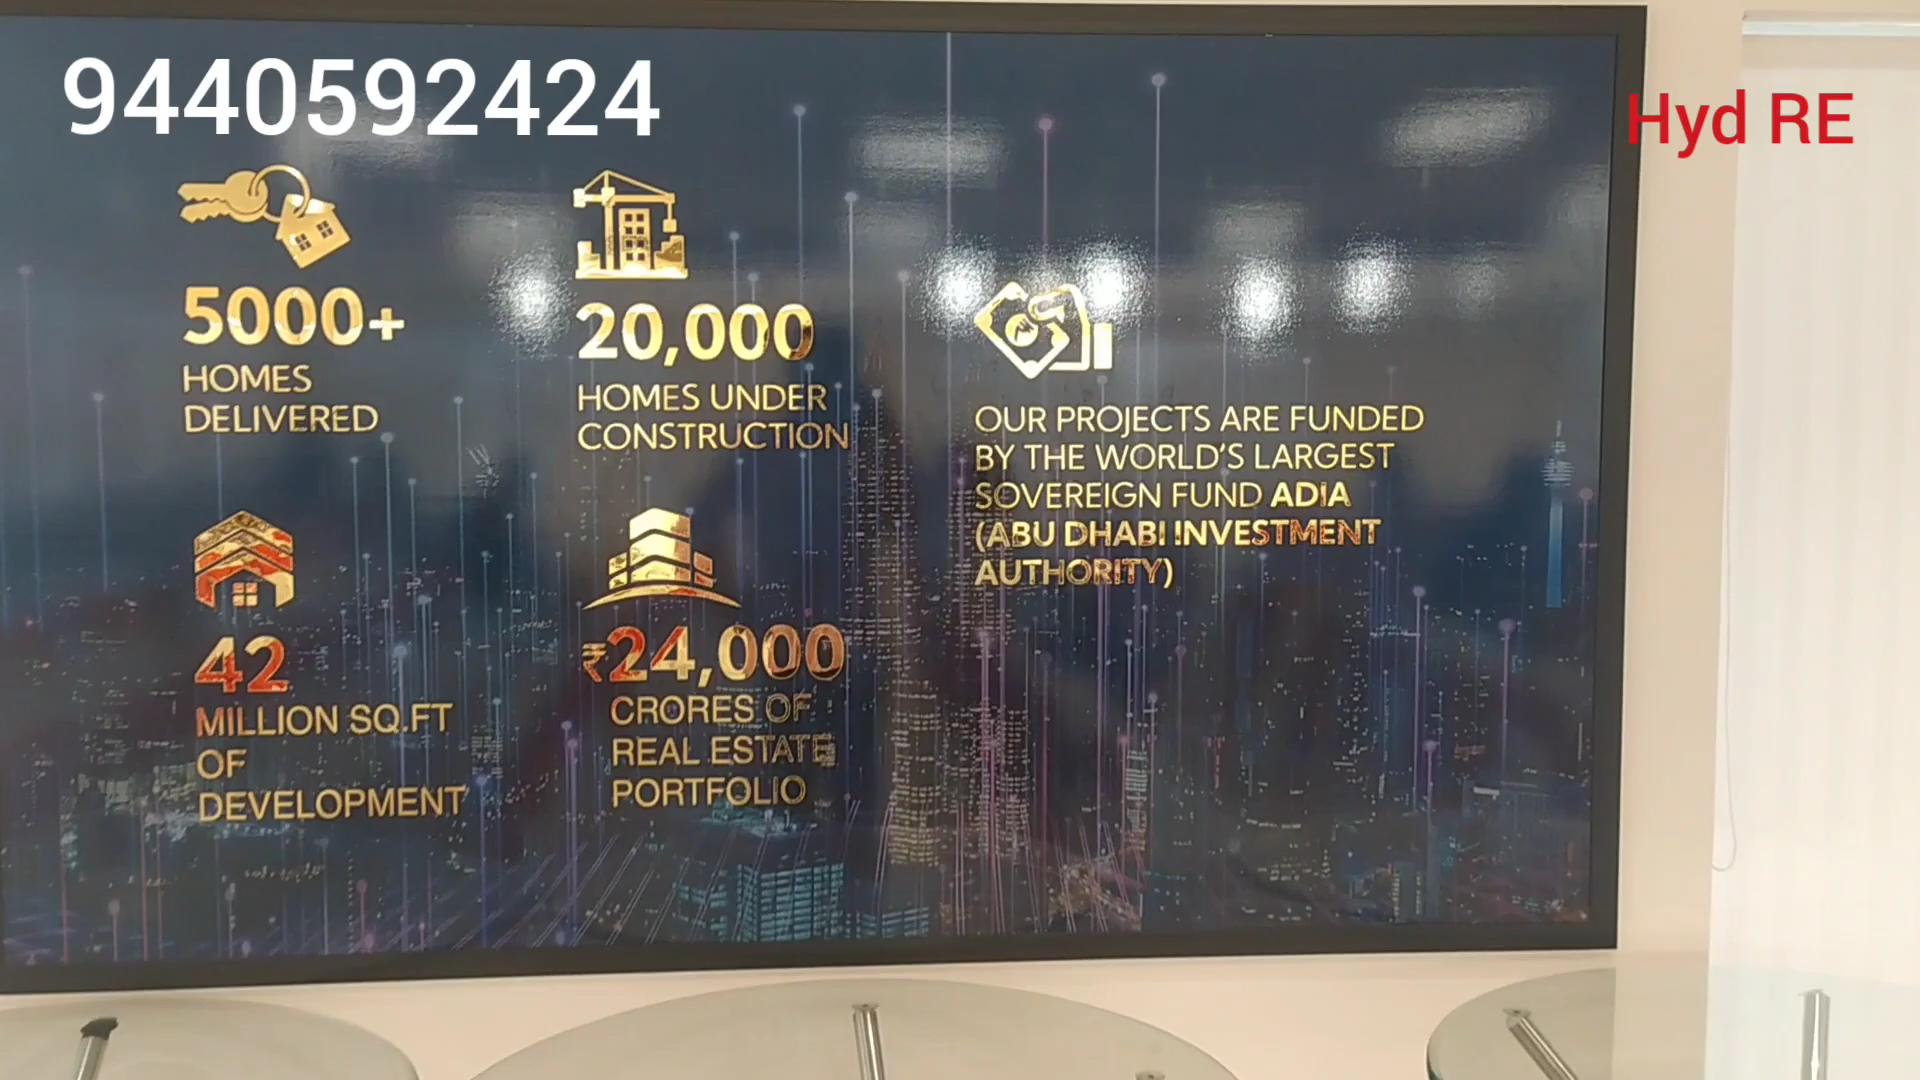 9440592424
Hyd RE
5000+
HOMES
DELIVERED
20,000
HOMES UNDER
CONSTRUCTION
OUR PROJECTS ARE FUNDED
BY THE WORLD'S LARGEST
SOVEREIGN FUND ADIA
(ABU DHABI INVESTMENT
AUTHORITY)
42
MILLION SQ.FT
OF
DEVELOPMENT
₹24,000
CRORES OF
REAL ESTATE
PORTFOLIO